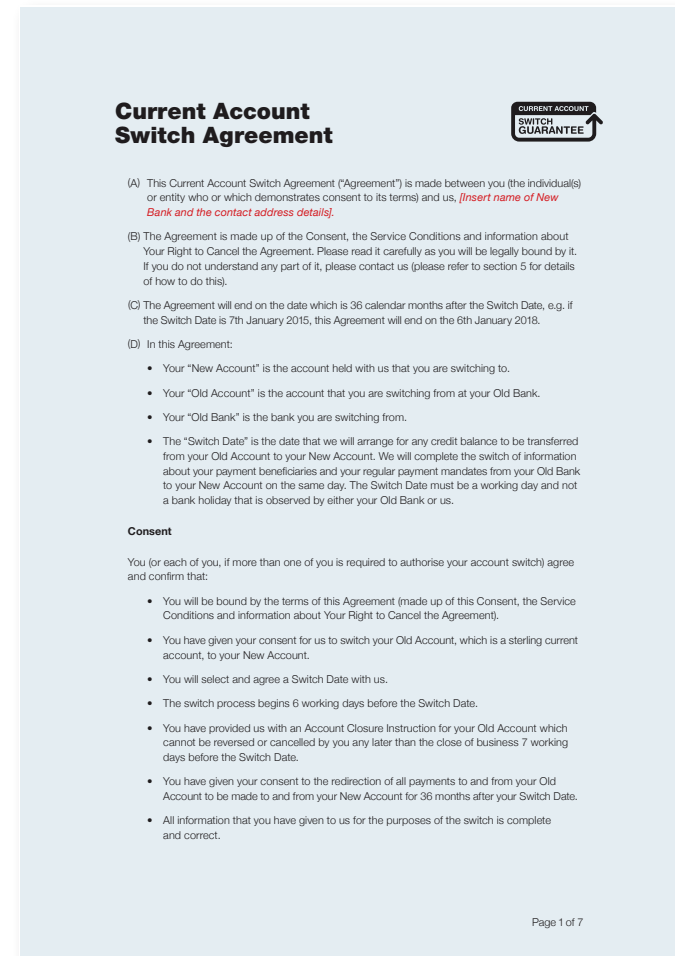 Current Account
Switch Agreement
CURRENT ACCOUNT
SWITCH
GUARANTEE
(A) This Current Account Switch Agreement (“Agreement”) is made between you (the individual(s)
or entity who or which demonstrates consent to its terms) and us, [Insert name of New
Bank and the contact address details].
(B) The Agreement is made up of the Consent, the Service Conditions and information about
Your Right to Cancel the Agreement. Please read it carefully as you will be legally bound by it.
If you do not understand any part of it, please contact us (please refer to section 5 for details
of how to do this).
(C) The Agreement will end on the date which is 36 calendar months after the Switch Date, e.g. if
the Switch Date is 7th January 2015, this Agreement will end on the 6th January 2018.
(D) In this Agreement:
• Your “New Account” is the account held with us that you are switching to.
• Your “Old Account” is the account that you are switching from at your Old Bank.
• Your “Old Bank” is the bank you are switching from.
• The “Switch Date” is the date that we will arrange for any credit balance to be transferred
from your Old Account to your New Account. We will complete the switch of information
about your payment beneficiaries and your regular payment mandates from your Old Bank
to your New Account on the same day. The Switch Date must be a working day and not
a bank holiday that is observed by either your Old Bank or us.
Consent
You (or each of you, if more than one of you is required to authorise your account switch) agree
and confirm that:
• You will be bound by the terms of this Agreement (made up of this Consent, the Service
Conditions and information about Your Right to Cancel the Agreement).
• You have given your consent for us to switch your Old Account, which is a sterling current
account, to your New Account.
• You will select and agree a Switch Date with us.
• The switch process begins 6 working days before the Switch Date.
• You have provided us with an Account Closure Instruction for your Old Account which
cannot be reversed or cancelled by you any later than the close of business 7 working
days before the Switch Date.
• You have given your consent to the redirection of all payments to and from your Old
Account to be made to and from your New Account for 36 months after your Switch Date.
• All information that you have given to us for the purposes of the switch is complete
and correct.
Page 1 of 7